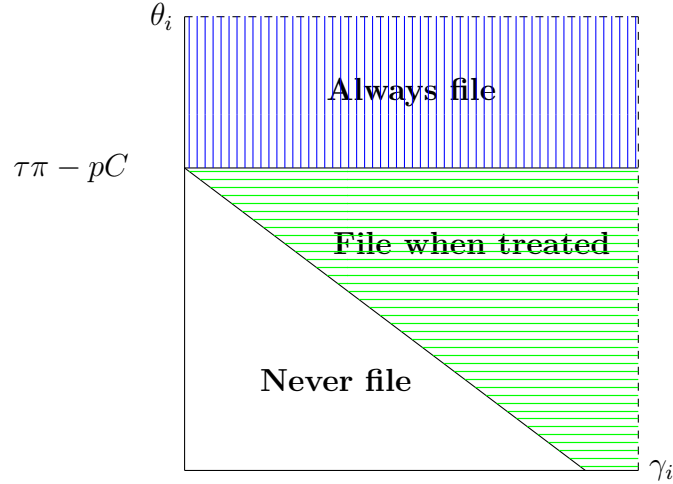 θ_i
Always file
τπ − pC
File when treated
Never file
γ_i